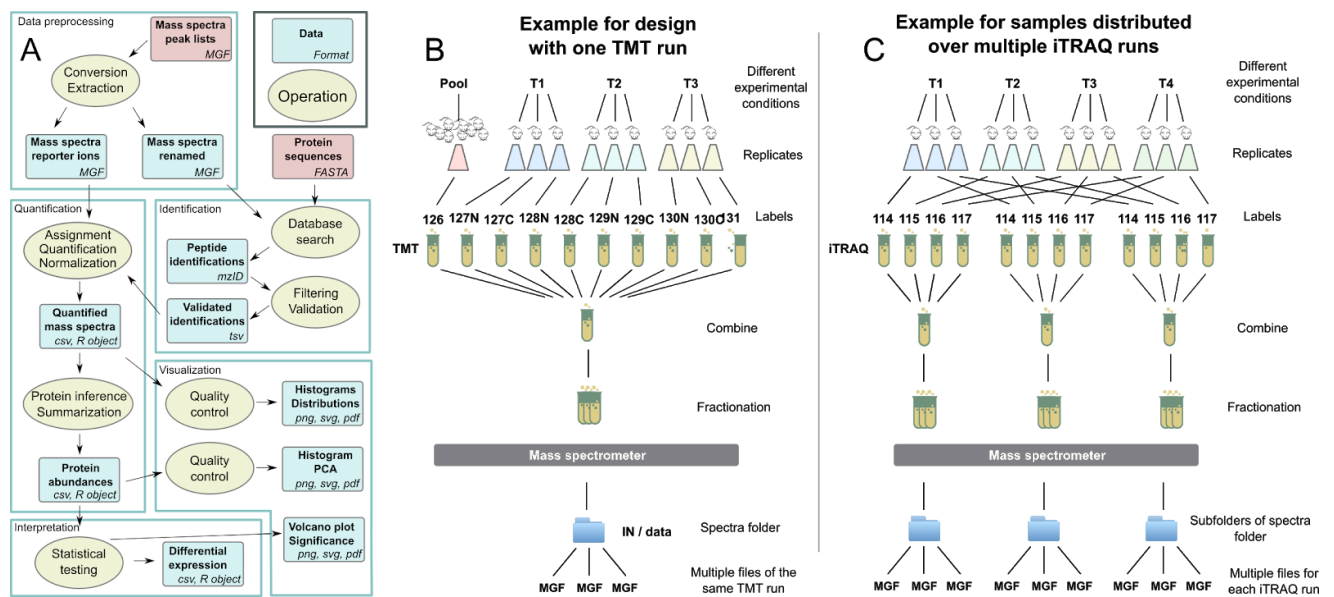 A
Data preprocessing
Mass spectra
peak lists
MGF
Conversion
Extraction
Mass spectra
reporter ions
MGF
Mass spectra
renamed
MGF
Data
Format
Operation
Protein
sequences
FASTA
Quantification
Assignment
Quantification
Normalization
Quantified
mass spectra
csv, R object
Protein inference
Summarization
Protein
abundances
csv, R object
Identification
Database
search
Peptide
identifications
mzID
Filtering
Validation
Validated
identifications
tsv
Visualization
Quality
control
Histograms
Distributions
png, svg, pdf
Quality
control
Histogram
PCA
png, svg, pdf
Volcano plot
Significance
png, svg, pdf
Interpretation
Statistical
testing
Differential
expression
csv, R object
B
Example for design
with one TMT run
Pool T1 T2 T3
Different
experimental
conditions
Replicates
126 127N 127C 128N 128C 129N 129C 130N 130C 131
Labels
TMT
Combine
Fractionation
Mass spectrometer
IN / data
Spectra folder
MGF MGF MGF
Multiple files of the
same TMT run
C
Example for samples distributed
over multiple iTRAQ runs
T1 T2 T3 T4
Different
experimental
conditions
Replicates
114 115 116 117 114 115 116 117 114 115 116 117
Labels
iTRAQ
Combine
Fractionation
Mass spectrometer
Subfolders of spectra
folder
MGF MGF MGF MGF MGF MGF MGF MGF MGF
Multiple files for
each iTRAQ run